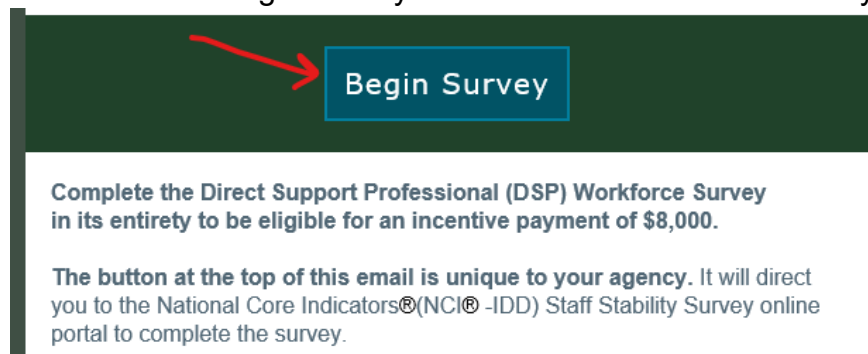 Begin Survey
Complete the Direct Support Professional (DSP) Workforce Survey
in its entirety to be eligible for an incentive payment of $8,000.
The button at the top of this email is unique to your agency. It will direct
you to the National Core Indicators®(NCI® -IDD) Staff Stability Survey online
portal to complete the survey.